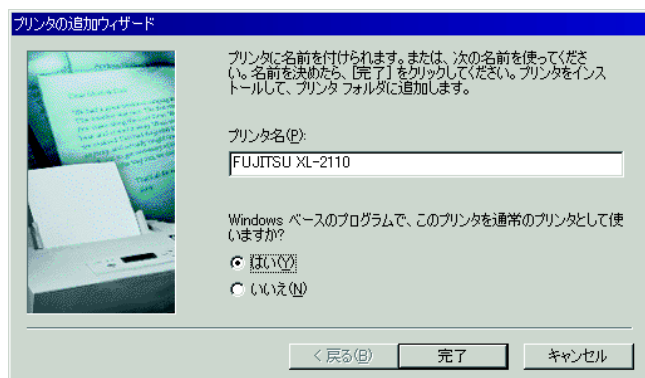 プリンタの追加ウィザード
プリンタに名前を付けられます。または、次の名前を使ってくださ
い。名前を決めたら、[完了] をクリックしてください。プリンタをインス
トールして、プリンタ フォルダに追加します。
プリンタ名(P):
FUJITSU XL-2110
Windows ベースのプログラムで、このプリンタを通常のプリンタとして使
いますか?
はい(Y)
いいえ(N)
< 戻る(B)
完了
キャンセル